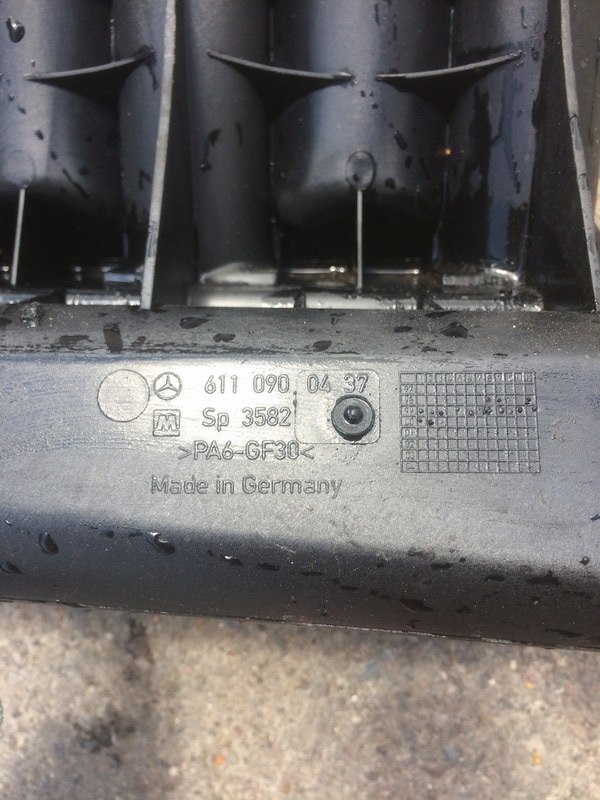 611 090 04 37
M Sp 3582
>PA6-GF30<
Made in Germany